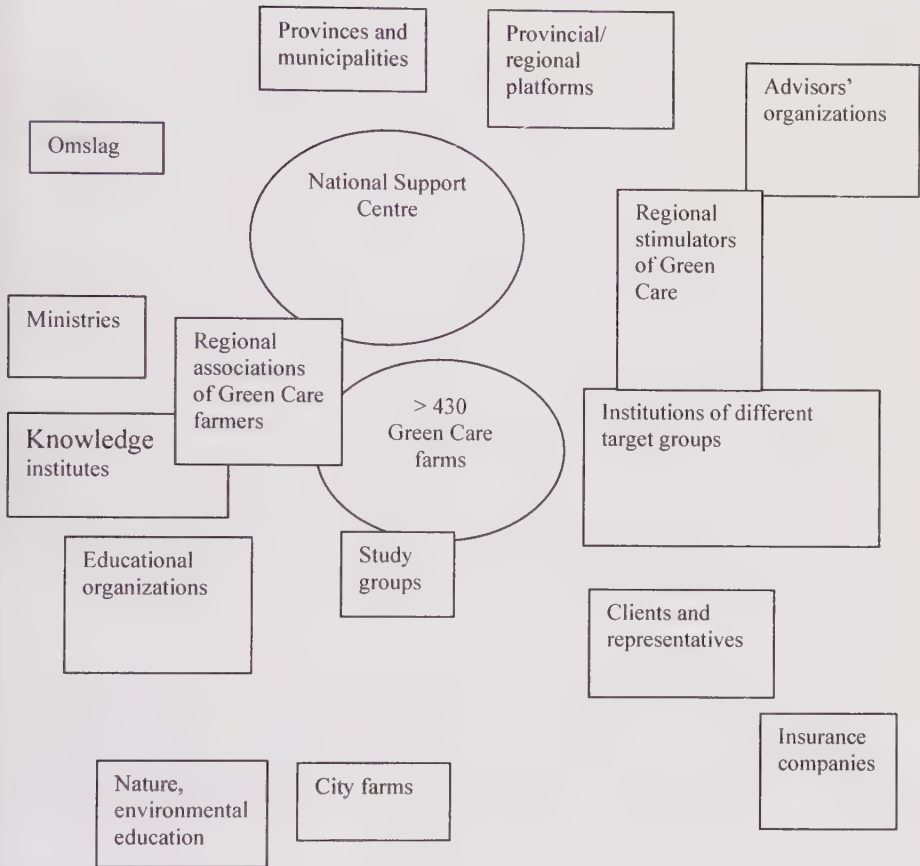 Provinces and
municipalities
Provincial/
regional
platforms
Advisors'
organizations
Omslag
National Support
Centre
Regional
stimulators
of Green
Care
Ministries
Regional
associations
of Green Care
farmers
> 430
Green Care
farms
Institutions of different
target groups
Knowledge
institutes
Educational
organizations
Study
groups
Clients and
representatives
Insurance
companies
Nature,
environmental
education
City farms